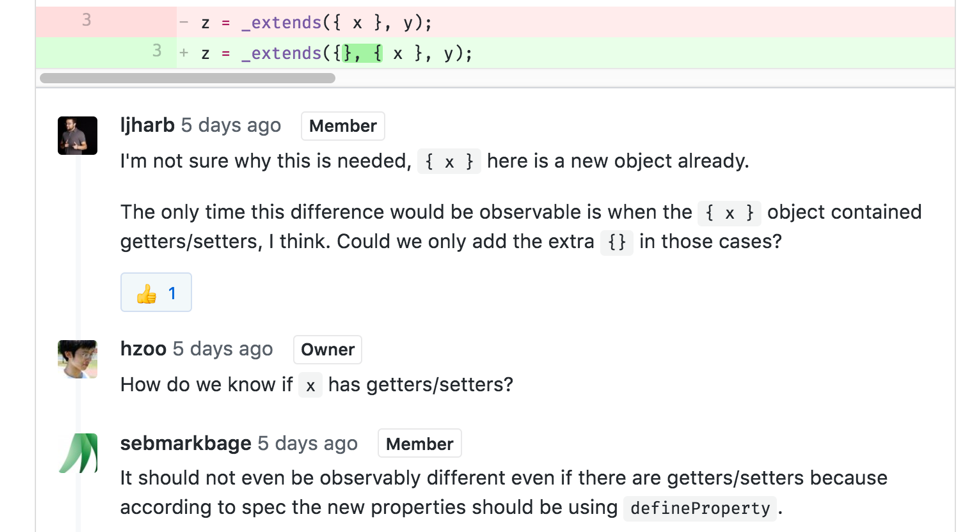 3 - z = _extends({ x }, y);
3 + z = _extends({}, { x }, y);
ljharb 5 days ago Member
I'm not sure why this is needed, { x } here is a new object already.
The only time this difference would be observable is when the { x } object contained
getters/setters, I think. Could we only add the extra {} in those cases?
👍 1
hzoo 5 days ago Owner
How do we know if x has getters/setters?
sebmarkbage 5 days ago Member
It should not even be observably different even if there are getters/setters because
according to spec the new properties should be using defineProperty.